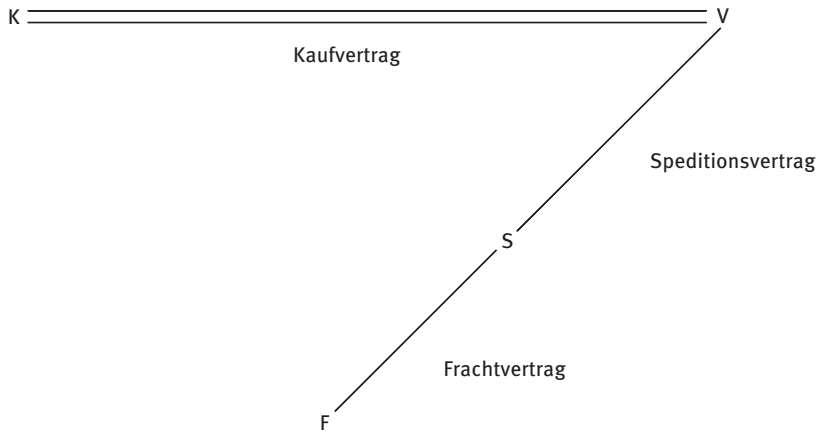 K V
Kaufvertrag
Speditionsvertrag
S
Frachtvertrag
F